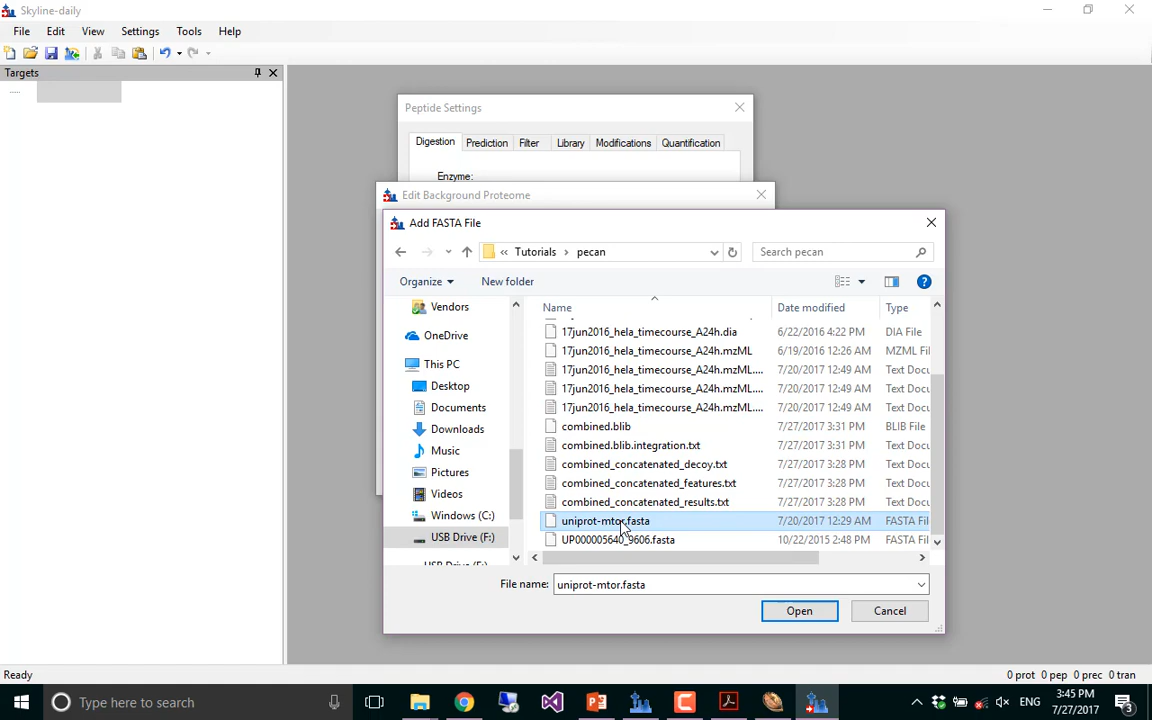 Skyline-daily
File Edit View Settings Tools Help
Targets
Peptide Settings
Digestion Prediction Filter Library Modifications Quantification
Enzyme:
Edit Background Proteome
Add FASTA File
« Tutorials › pecan Search pecan
Organize New folder
Name Date modified Type
Vendors
OneDrive
This PC
Desktop
Documents
Downloads
Music
Pictures
Videos
Windows (C:)
USB Drive (F:)
USB Drive (F:)
17jun2016_hela_timecourse_A24h.dia 6/22/2016 4:22 PM DIA File
17jun2016_hela_timecourse_A24h.mzML 6/19/2016 12:26 AM MZML Fil
17jun2016_hela_timecourse_A24h.mzML.... 7/20/2017 12:49 AM Text Docu
17jun2016_hela_timecourse_A24h.mzML.... 7/20/2017 12:49 AM Text Docu
17jun2016_hela_timecourse_A24h.mzML.... 7/20/2017 12:49 AM Text Docu
combined.blib 7/27/2017 3:31 PM BLIB File
combined.blib.integration.txt 7/27/2017 3:31 PM Text Docu
combined_concatenated_decoy.txt 7/27/2017 3:28 PM Text Docu
combined_concatenated_features.txt 7/27/2017 3:28 PM Text Docu
combined_concatenated_results.txt 7/27/2017 3:28 PM Text Docu
uniprot-mtor.fasta 7/20/2017 12:29 AM FASTA Fil
UP000005640_9606.fasta 10/22/2015 2:48 PM FASTA Fil
File name: uniprot-mtor.fasta
Open Cancel
Ready 0 prot 0 pep 0 prec 0 tran
Type here to search
ENG
3:45 PM
7/27/2017
3